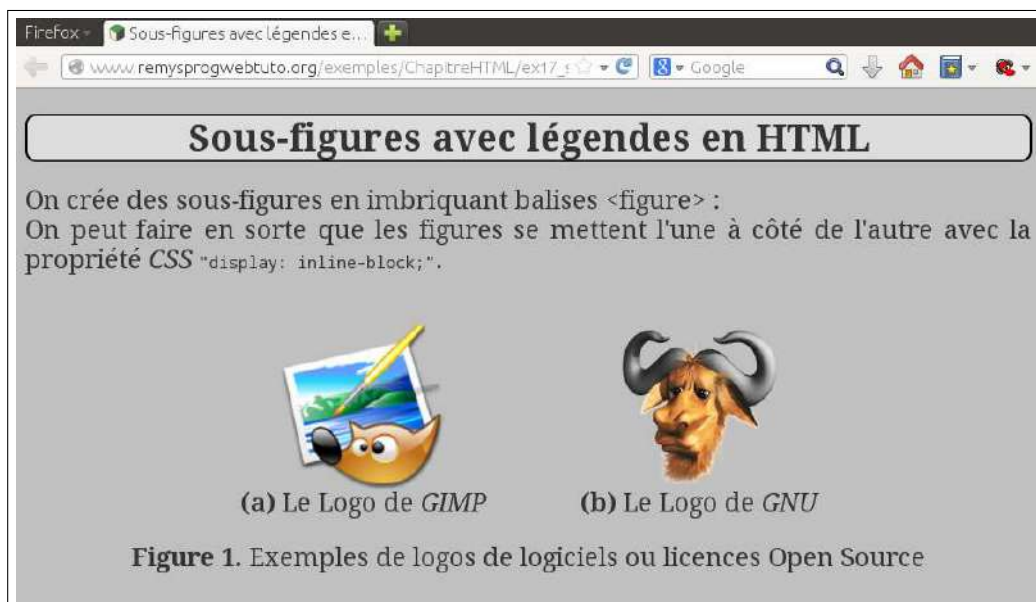 Firefox
Sous-figures avec légendes e...
www.remysprogwebtuto.org/exemples/ChapitreHTML/ex17_s
Google
Sous-figures avec légendes en HTML
On crée des sous-figures en imbriquant balises <figure> :
On peut faire en sorte que les figures se mettent l'une à côté de l'autre avec la
propriété CSS "display: inline-block;".
(a) Le Logo de GIMP
(b) Le Logo de GNU
Figure 1. Exemples de logos de logiciels ou licences Open Source